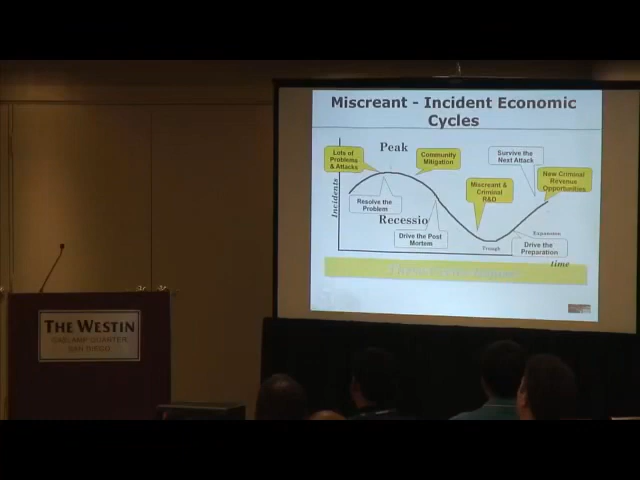 Miscreant - Incident Economic
Cycles
Peak
Lots of
Problems
& Attacks
Community
Mitigation
Survive the
Next Attack
New Criminal
Revenue
Opportunities
Miscreant &
Criminal
R&D
Incidents
Resolve the
Problem
Recessio
Drive the Post
Mortem
Trough
Expansion
Drive the
Preparation
time
THE WESTIN
GASLAMP QUARTER
SAN DIEGO